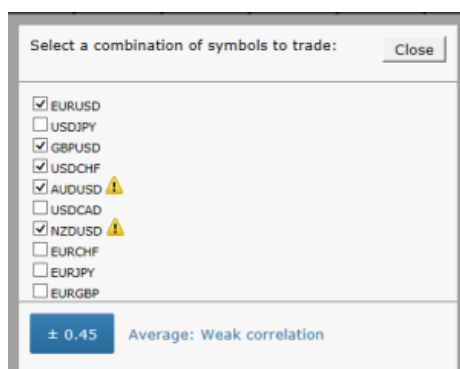 Select a combination of symbols to trade:
Close
EURUSD
USDJPY
GBPUSD
USDCHF
AUDUSD
USDCAD
NZDUSD
EURCHF
EURJPY
EURGBP
± 0.45
Average: Weak correlation